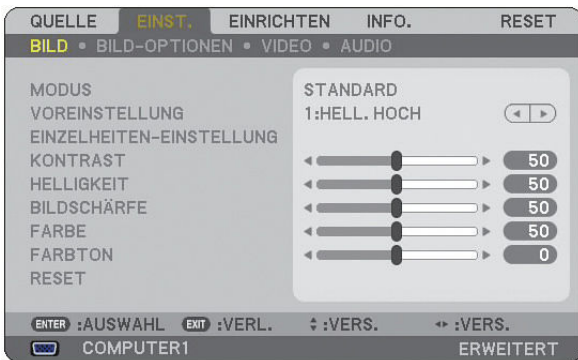 QUELLE EINST. EINRICHTEN INFO. RESET
BILD • BILD-OPTIONEN • VIDEO • AUDIO
MODUS STANDARD
VOREINSTELLUNG 1:HELL. HOCH
EINZELHEITEN-EINSTELLUNG
KONTRAST 50
HELLIGKEIT 50
BILDSCHÄRFE 50
FARBE 50
FARBTON 0
RESET
ENTER :AUSWAHL EXIT :VERL. :VERS. :VERS.
COMPUTER1 ERWEITERT